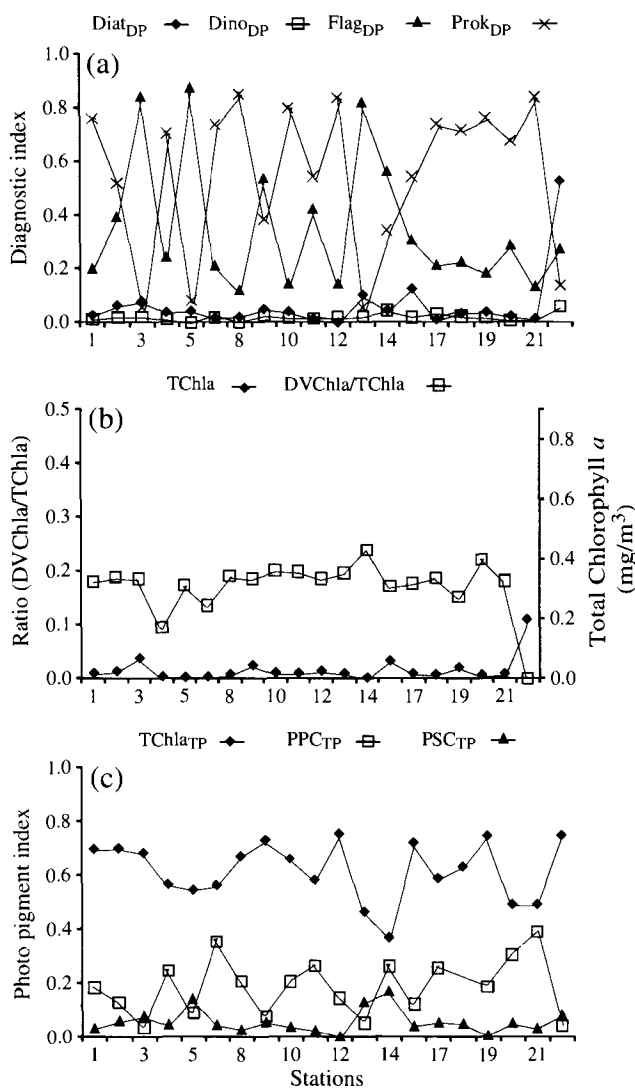 Diat_DP Dino_DP Flag_DP Prok_DP
(a)
Diagnostic index
1.0
0.8
0.6
0.4
0.2
0.0
1 3 5 8 10 12 14 17 19 21
TChla DVChla/TChla
(b)
Ratio (DVChla/TChla)
0.5
0.4
0.3
0.2
0.1
0.0
0.8
0.6
0.4
0.2
0.0
Total Chlorophyll a
(mg/m³)
1 3 5 8 10 12 14 17 19 21
TChla_TP PPC_TP PSC_TP
(c)
Photo pigment index
1.0
0.8
0.6
0.4
0.2
0.0
1 3 5 8 10 12 14 17 19 21
Stations